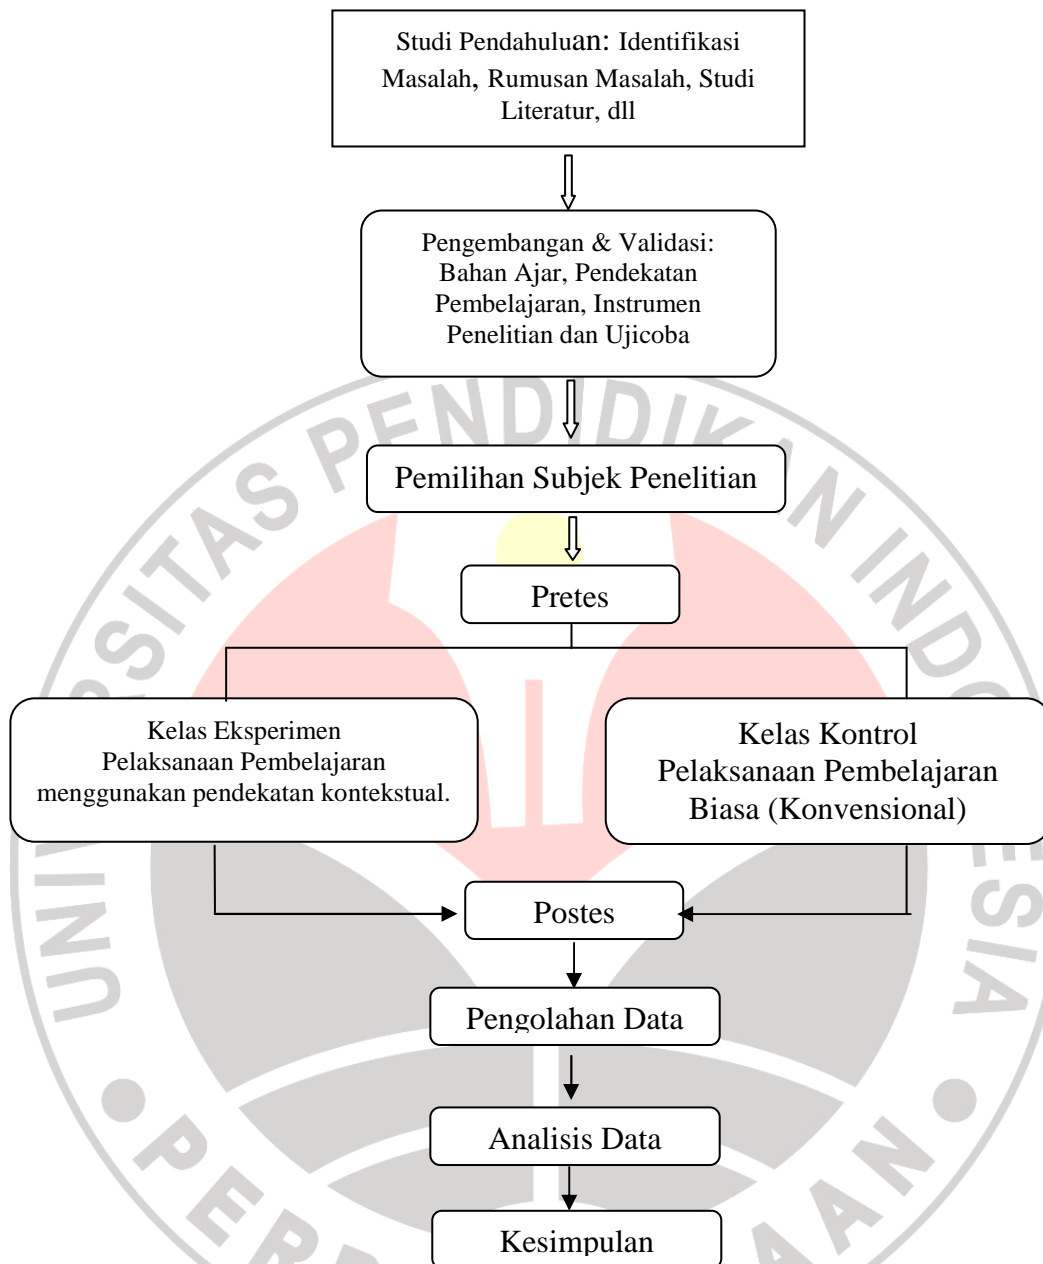 Studi Pendahuluan: Identifikasi
Masalah, Rumusan Masalah, Studi
Literatur, dll
Pengembangan & Validasi:
Bahan Ajar, Pendekatan
Pembelajaran, Instrumen
Penelitian dan Ujicoba
Pemilihan Subjek Penelitian
Pretes
Kelas Eksperimen
Pelaksanaan Pembelajaran
menggunakan pendekatan kontekstual.
Kelas Kontrol
Pelaksanaan Pembelajaran
Biasa (Konvensional)
Postes
Pengolahan Data
Analisis Data
Kesimpulan
PENDIDIKAN